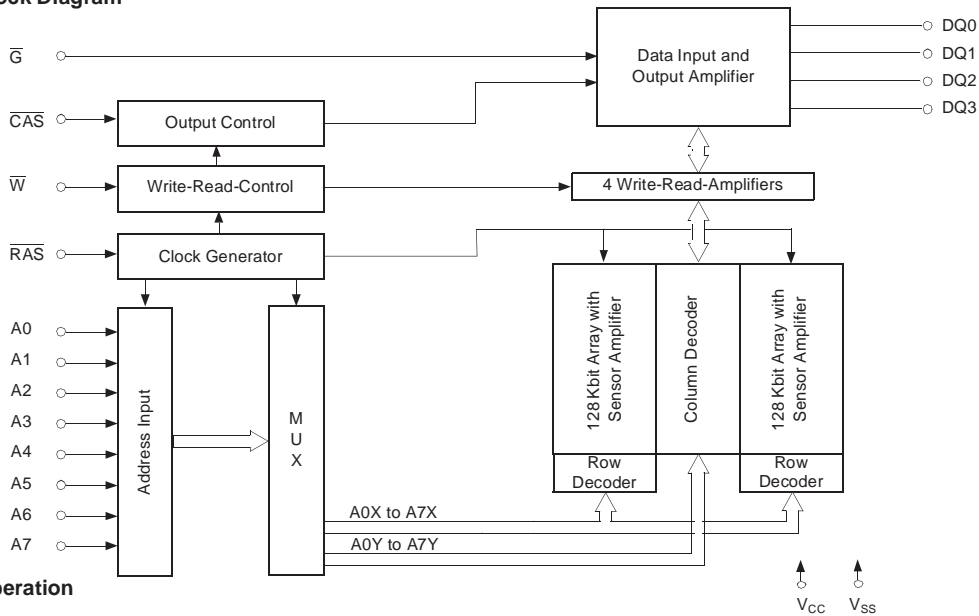 ock Diagram
G
CAS
W
RAS
A0
A1
A2
A3
A4
A5
A6
A7
Output Control
Write-Read-Control
Clock Generator
Address Input
M
U
X
Data Input and
Output Amplifier
DQ0
DQ1
DQ2
DQ3
4 Write-Read-Amplifiers
128 Kbit Array with
Sensor Amplifier
Column Decoder
128 Kbit Array with
Sensor Amplifier
Row
Decoder
Row
Decoder
A0X to A7X
A0Y to A7Y
VCC
VSS
peration